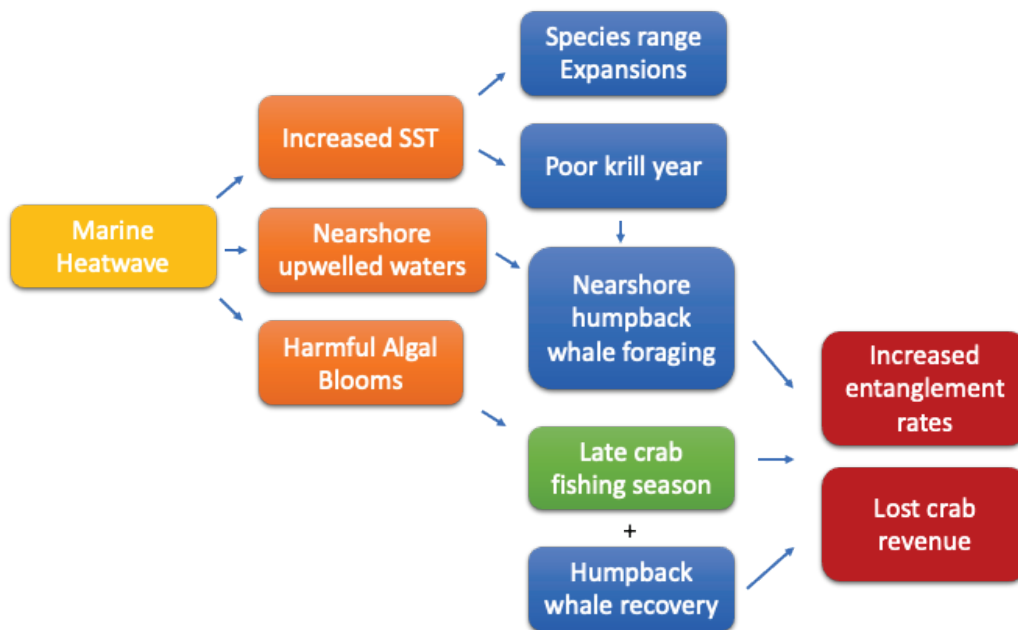 Species range
Expansions
Increased SST
Poor krill year
Marine
Heatwave
Nearshore
upwelled waters
Nearshore
humpback
whale foraging
Harmful Algal
Blooms
Increased
entanglement
rates
Late crab
fishing season
+
Lost crab
revenue
Humpback
whale recovery